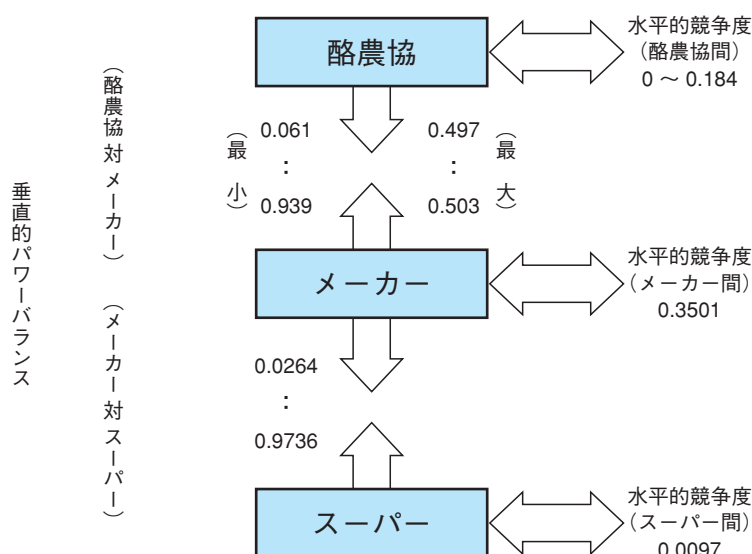 垂直的パワーバランス
（酪農協 対 メーカー）
（メーカー対 スーパー）
酪農協
水平的競争度
（酪農協間）
0 ～ 0.184
（最 小）
0.061
：
0.939
0.497
：
0.503
（最 大）
メーカー
水平的競争度
（メーカー間）
0.3501
0.0264
：
0.9736
スーパー
水平的競争度
（スーパー間）
0.0097